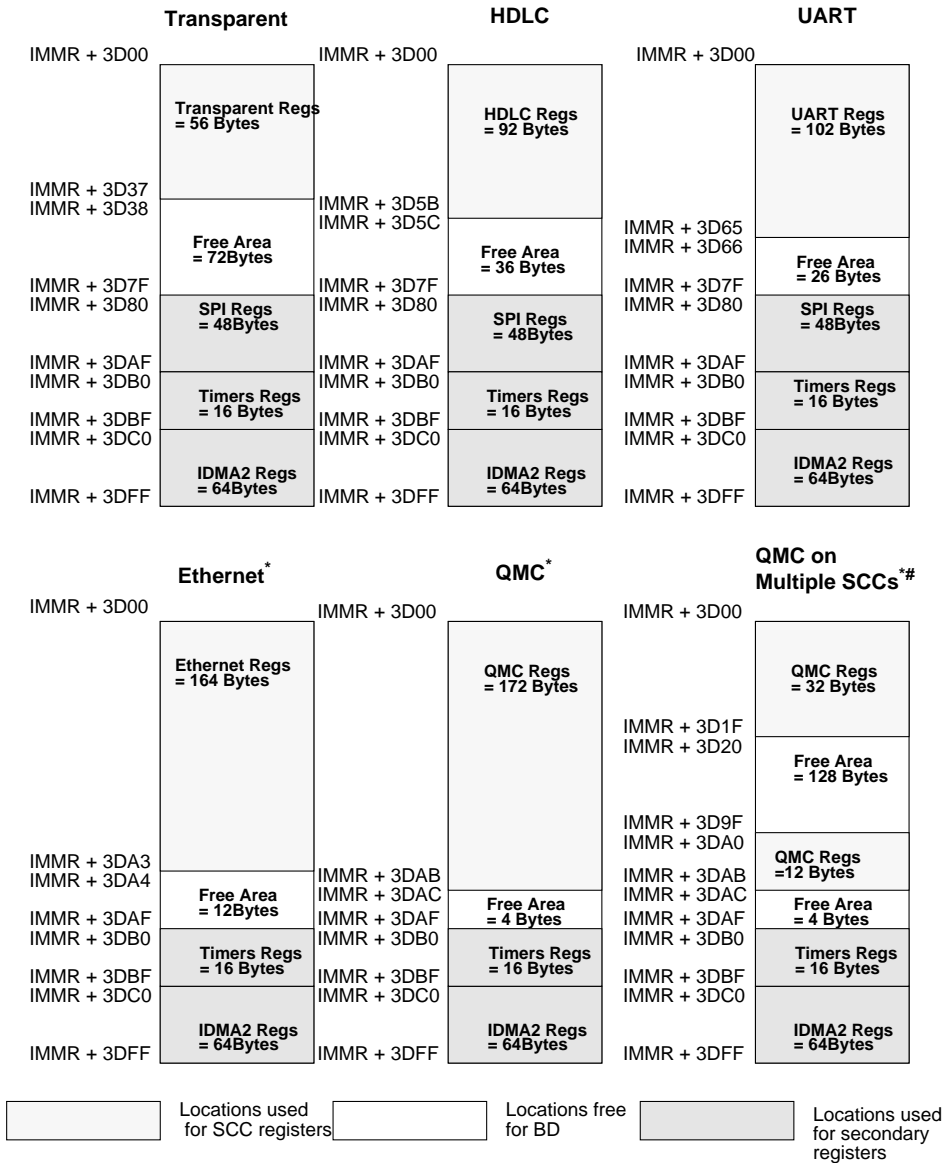 Transparent
IMMR + 3D00
Transparent Regs
= 56 Bytes
IMMR + 3D37
IMMR + 3D38
Free Area
= 72Bytes
IMMR + 3D7F
IMMR + 3D80
SPI Regs
= 48Bytes
IMMR + 3DAF
IMMR + 3DB0
Timers Regs
= 16 Bytes
IMMR + 3DBF
IMMR + 3DC0
IDMA2 Regs
= 64Bytes
IMMR + 3DFF
HDLC
IMMR + 3D00
HDLC Regs
= 92 Bytes
IMMR + 3D5B
IMMR + 3D5C
Free Area
= 36 Bytes
IMMR + 3D7F
IMMR + 3D80
SPI Regs
= 48Bytes
IMMR + 3DAF
IMMR + 3DB0
Timers Regs
= 16 Bytes
IMMR + 3DBF
IMMR + 3DC0
IDMA2 Regs
= 64Bytes
IMMR + 3DFF
UART
IMMR + 3D00
UART Regs
= 102 Bytes
IMMR + 3D65
IMMR + 3D66
Free Area
= 26 Bytes
IMMR + 3D7F
IMMR + 3D80
SPI Regs
= 48Bytes
IMMR + 3DAF
IMMR + 3DB0
Timers Regs
= 16 Bytes
IMMR + 3DBF
IMMR + 3DC0
IDMA2 Regs
= 64Bytes
IMMR + 3DFF
Ethernet*
IMMR + 3D00
Ethernet Regs
= 164 Bytes
IMMR + 3DA3
IMMR + 3DA4
Free Area
= 12Bytes
IMMR + 3DAF
IMMR + 3DB0
Timers Regs
= 16 Bytes
IMMR + 3DBF
IMMR + 3DC0
IDMA2 Regs
= 64Bytes
IMMR + 3DFF
QMC*
IMMR + 3D00
QMC Regs
= 172 Bytes
IMMR + 3DAB
IMMR + 3DAC
Free Area
= 4 Bytes
IMMR + 3DAF
IMMR + 3DB0
Timers Regs
= 16 Bytes
IMMR + 3DBF
IMMR + 3DC0
IDMA2 Regs
= 64Bytes
IMMR + 3DFF
QMC on
Multiple SCCs*#
IMMR + 3D00
QMC Regs
= 32 Bytes
IMMR + 3D1F
IMMR + 3D20
Free Area
= 128 Bytes
IMMR + 3D9F
IMMR + 3DA0
QMC Regs
=12 Bytes
IMMR + 3DAB
IMMR + 3DAC
Free Area
= 4 Bytes
IMMR + 3DAF
IMMR + 3DB0
Timers Regs
= 16 Bytes
IMMR + 3DBF
IMMR + 3DC0
IDMA2 Regs
= 64Bytes
IMMR + 3DFF
Locations used
for SCC registers
Locations free
for BD
Locations used
for secondary
registers